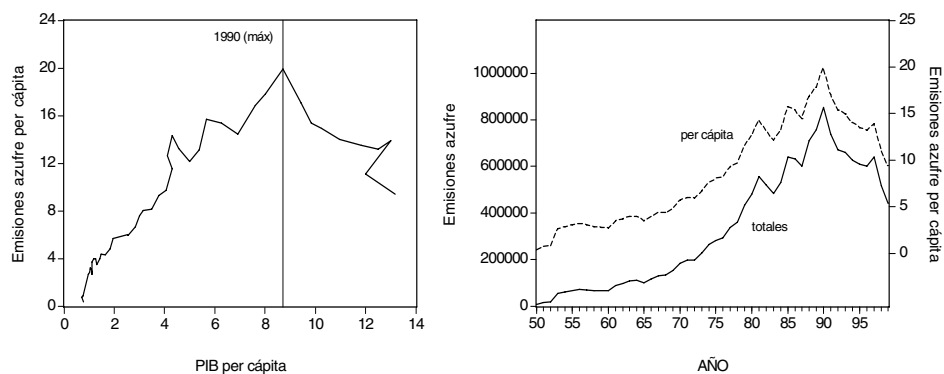 24
20
16
12
8
4
0
Emisiones azufre per cápita
1990 (máx)
0 2 4 6 8 10 12 14
PIB per cápita
1000000
800000
600000
400000
200000
0
Emisiones azufre
per cápita
totales
25
20
15
10
5
0
Emisiones azufre per cápita
50 55 60 65 70 75 80 85 90 95
AÑO